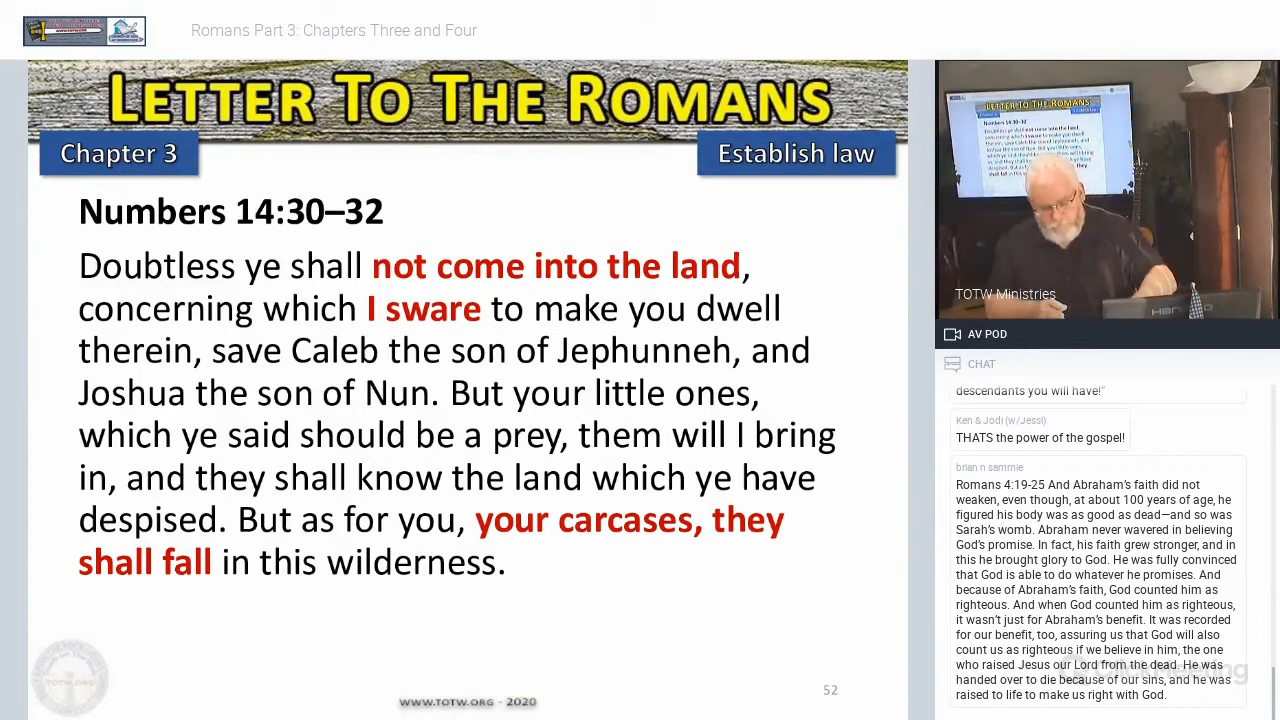 Romans Part 3: Chapters Three and Four
LETTER TO THE ROMANS
Chapter 3
Establish law
Numbers 14:30–32
Doubtless ye shall not come into the land,
concerning which I sware to make you dwell
therein, save Caleb the son of Jephunneh, and
Joshua the son of Nun. But your little ones,
which ye said should be a prey, them will I bring
in, and they shall know the land which ye have
despised. But as for you, your carcases, they
shall fall in this wilderness.
TOTW.ORG
WWW.TOTW.ORG - 2020
52
LETTER TO THE ROMANS
Numbers 14:30–32
TOTW Ministries
AV POD
CHAT
descendants you will have!”
Ken & Jodi (w/Jessi)
THATS the power of the gospel!
brian n sammie
Romans 4:19-25 And Abraham’s faith did not
weaken, even though, at about 100 years of age, he
figured his body was as good as dead—and so was
Sarah’s womb. Abraham never wavered in believing
God’s promise. In fact, his faith grew stronger, and in
this he brought glory to God. He was fully convinced
that God is able to do whatever he promises. And
because of Abraham’s faith, God counted him as
righteous. And when God counted him as righteous,
it wasn’t just for Abraham’s benefit. It was recorded
for our benefit, too, assuring us that God will also
count us as righteous if we believe in him, the one
who raised Jesus our Lord from the dead. He was
handed over to die because of our sins, and he was
raised to life to make us right with God.